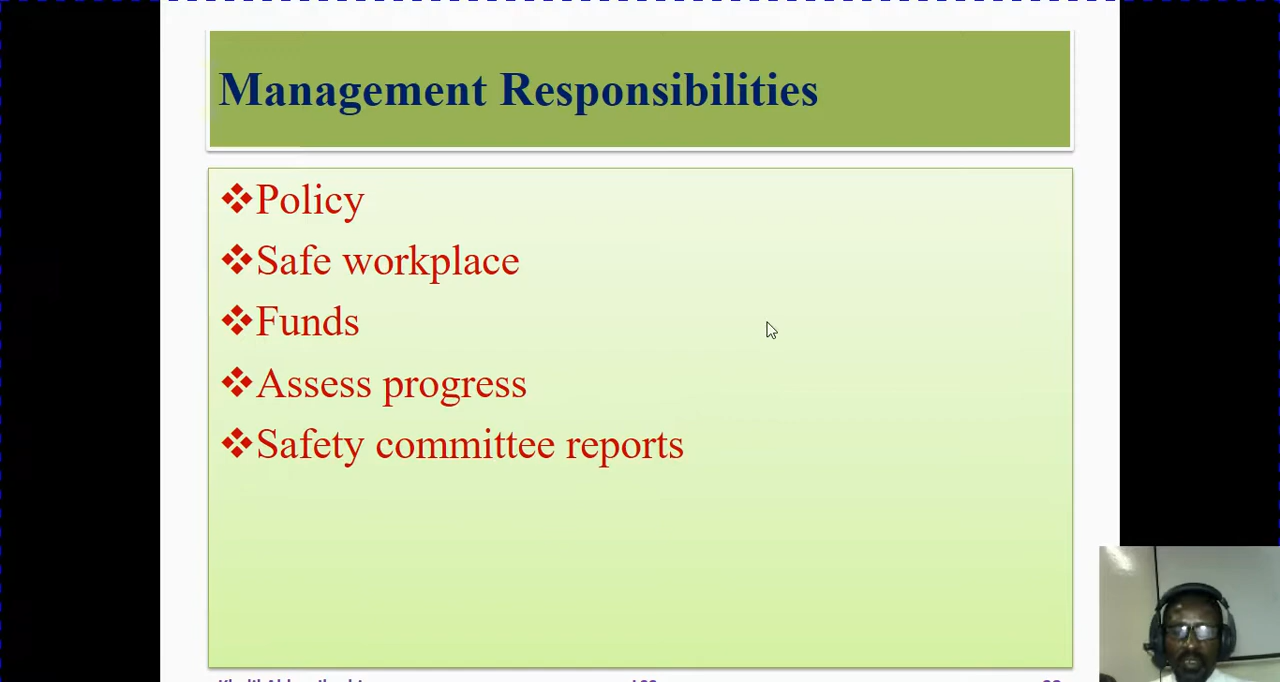 Management Responsibilities
❖Policy
❖Safe workplace
❖Funds
❖Assess progress
❖Safety committee reports